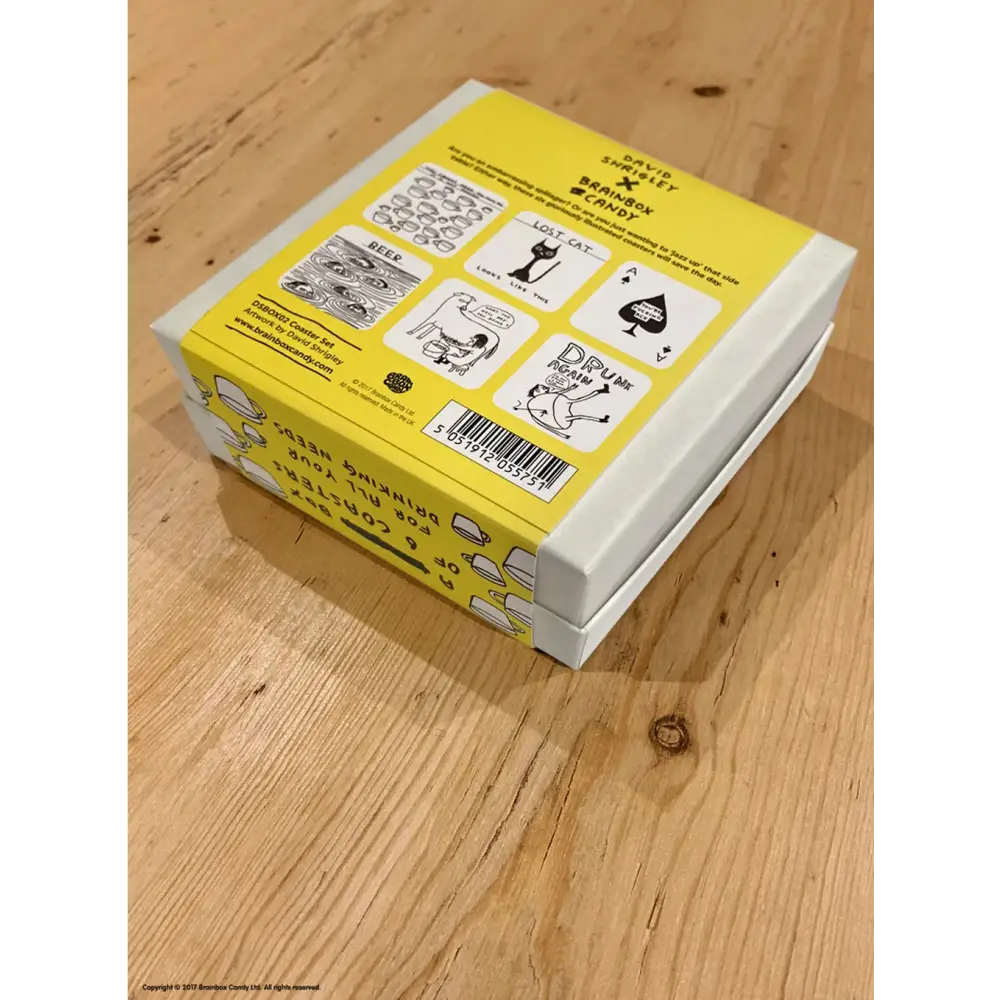 DAVID
SHRIGLEY
X
BRAINBOX
CANDY
Are you an embarrassing spillager? Or are you just wanting to 'jazz up' that side
table? Either way, these six gloriously illustrated coasters will save the day.
LOST CAT
LOOKS LIKE THIS
A
A
BEER
DRUNK
AGAIN
DSBOX02 Coaster Set
Artwork by David Shrigley
www.brainboxcandy.com
BRAIN
BOX
CANDY
© 2017 Brainbox Candy Ltd
All rights reserved. Made in the UK
5 051912 055751
A BOX
OF 6 COASTERS
FOR ALL YOUR
DRINKING NEEDS
Copyright © 2017 Brainbox Candy Ltd. All rights reserved.